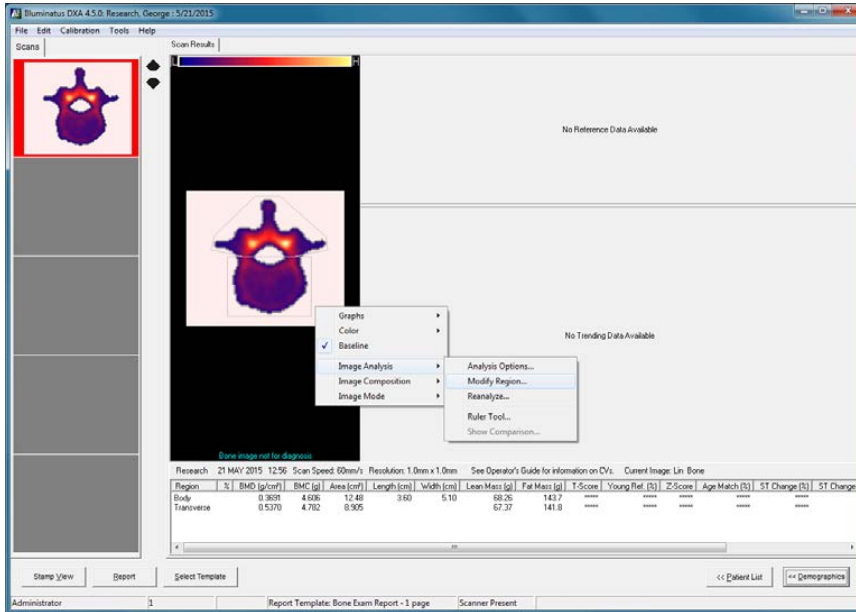 Illuminatus DXA 4.5.0: Research, George : 5/21/2015
File Edit Calibration Tools Help
Scans
Scan Results
L H
No Reference Data Available
Graphs
Color
Baseline
Image Analysis
Image Composition
Image Mode
Analysis Options...
Modify Region...
Reanalyze...
Ruler Tool...
Show Comparison...
No Trending Data Available
Bone image not for diagnosis
Research 21 MAY 2015 12:56 Scan Speed: 60mm/s Resolution: 1.0mm x 1.0mm See Operator's Guide for information on CVs. Current Image: Lin Bone
Region % BMD (g/cm²) BMC (g) Area (cm²) Length (cm) Width (cm) Lean Mass (g) Fat Mass (g) T-Score Young Ref. (%) Z-Score Age Match (%) ST Change (%) ST Change
Body 0.3691 4.606 12.48 3.60 5.10 68.26 143.7 ***** ***** ***** ***** *****
Transverse 0.5370 4.782 8.905 67.37 141.8 ***** ***** ***** ***** *****
Stamp View Report Select Template << Patient List << Demographics
Administrator 1 Report Template: Bone Exam Report - 1 page Scanner Present